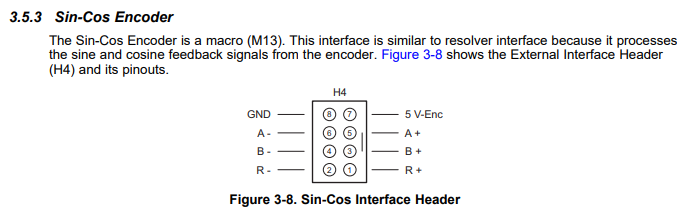 3.5.3 Sin-Cos Encoder
The Sin-Cos Encoder is a macro (M13). This interface is similar to resolver interface because it processes
the sine and cosine feedback signals from the encoder. Figure 3-8 shows the External Interface Header
(H4) and its pinouts.
H4
GND 8 7 5 V-Enc
A - 6 5 A +
B - 4 3 B +
R - 2 1 R +
Figure 3-8. Sin-Cos Interface Header